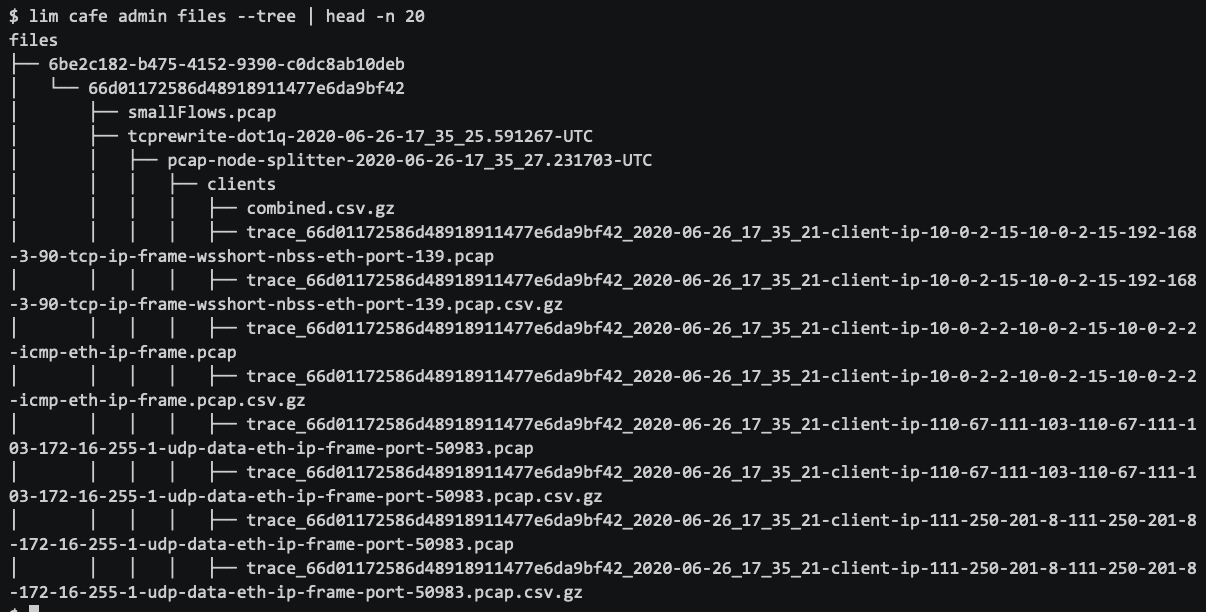 $ lim cafe admin files --tree | head -n 20
files
├── 6be2c182-b475-4152-9390-c0dc8ab10deb
│   └── 66d01172586d48918911477e6da9bf42
│       ├── smallFlows.pcap
│       ├── tcprewrite-dot1q-2020-06-26-17_35_25.591267-UTC
│       │   ├── pcap-node-splitter-2020-06-26-17_35_27.231703-UTC
│       │   │   ├── clients
│       │   │   │   ├── combined.csv.gz
│       │   │   │   ├── trace_66d01172586d48918911477e6da9bf42_2020-06-26_17_35_21-client-ip-10-0-2-15-10-0-2-15-192-168
-3-90-tcp-ip-frame-wsshort-nbss-eth-port-139.pcap
│       │   │   │   ├── trace_66d01172586d48918911477e6da9bf42_2020-06-26_17_35_21-client-ip-10-0-2-15-10-0-2-15-192-168
-3-90-tcp-ip-frame-wsshort-nbss-eth-port-139.pcap.csv.gz
│       │   │   │   ├── trace_66d01172586d48918911477e6da9bf42_2020-06-26_17_35_21-client-ip-10-0-2-2-10-0-2-15-10-0-2-2
-icmp-eth-ip-frame.pcap
│       │   │   │   ├── trace_66d01172586d48918911477e6da9bf42_2020-06-26_17_35_21-client-ip-10-0-2-2-10-0-2-15-10-0-2-2
-icmp-eth-ip-frame.pcap.csv.gz
│       │   │   │   ├── trace_66d01172586d48918911477e6da9bf42_2020-06-26_17_35_21-client-ip-110-67-111-103-110-67-111-1
03-172-16-255-1-udp-data-eth-ip-frame-port-50983.pcap
│       │   │   │   ├── trace_66d01172586d48918911477e6da9bf42_2020-06-26_17_35_21-client-ip-110-67-111-103-110-67-111-1
03-172-16-255-1-udp-data-eth-ip-frame-port-50983.pcap.csv.gz
│       │   │   │   ├── trace_66d01172586d48918911477e6da9bf42_2020-06-26_17_35_21-client-ip-111-250-201-8-111-250-201-8
-172-16-255-1-udp-data-eth-ip-frame-port-50983.pcap
│       │   │   │   ├── trace_66d01172586d48918911477e6da9bf42_2020-06-26_17_35_21-client-ip-111-250-201-8-111-250-201-8
-172-16-255-1-udp-data-eth-ip-frame-port-50983.pcap.csv.gz